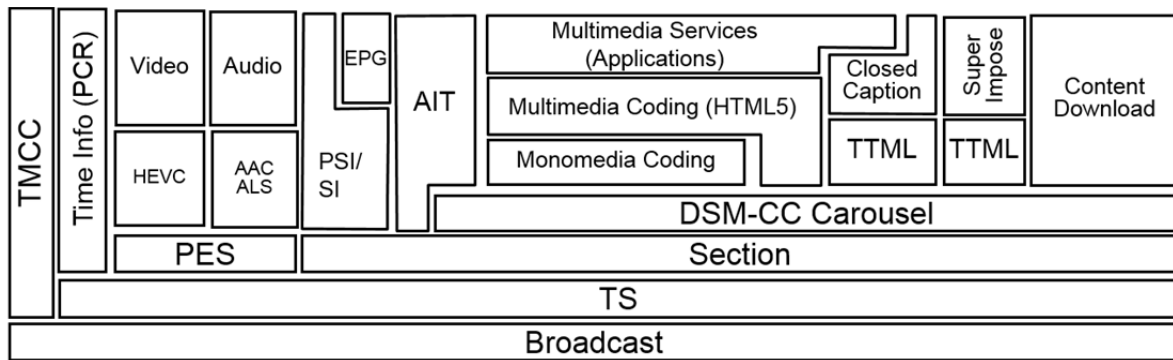 TMCC
Time Info (PCR)
Video
Audio
EPG
AIT
Multimedia Services
(Applications)
Closed
Caption
Super
Impose
Content
Download
Multimedia Coding (HTML5)
HEVC
AAC
ALS
PSI/
SI
Monomedia Coding
TTML
TTML
DSM-CC Carousel
PES
Section
TS
Broadcast